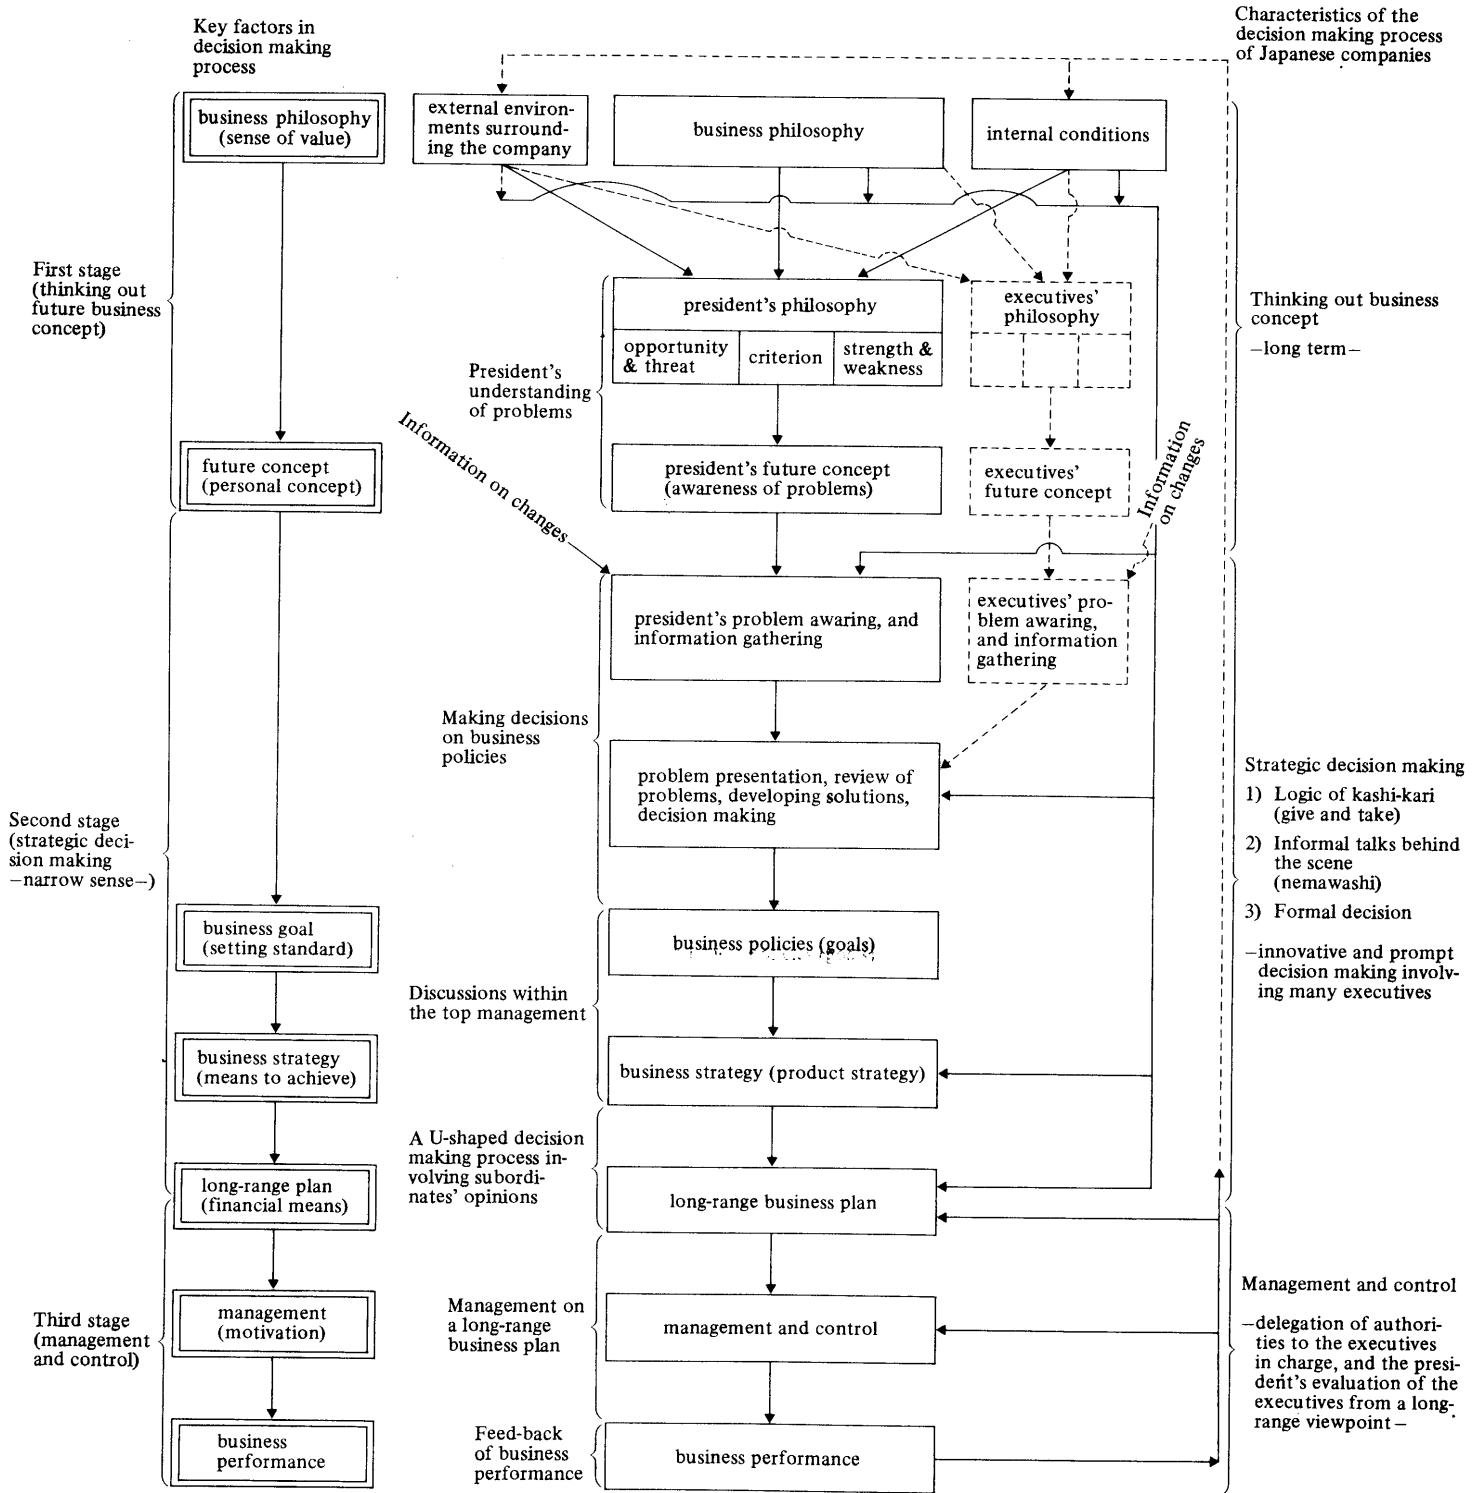 Key factors in
decision making
process
Characteristics of the
decision making process
of Japanese companies
business philosophy
(sense of value)
external environ-
ments surround-
ing the company
business philosophy
internal conditions
First stage
(thinking out
future business
concept)
president's philosophy
opportunity
& threat
criterion
strength &
weakness
executives'
philosophy
Thinking out business
concept
–long term–
President's
understanding
of problems
Information on changes
future concept
(personal concept)
president's future concept
(awareness of problems)
executives'
future concept
Information
on changes
president's problem awaring, and
information gathering
executives' pro-
blem awaring,
and information
gathering
Making decisions
on business
policies
problem presentation, review of
problems, developing solutions,
decision making
Second stage
(strategic deci-
sion making
–narrow sense–)
Strategic decision making
1) Logic of kashi-kari
(give and take)
2) Informal talks behind
the scene
(nemawashi)
3) Formal decision
–innovative and prompt
decision making involv-
ing many executives
business goal
(setting standard)
business policies (goals)
Discussions within
the top management
business strategy
(means to achieve)
business strategy (product strategy)
A U-shaped decision
making process in-
volving subordi-
nates' opinions
long-range plan
(financial means)
long-range business plan
Third stage
(management
and control)
management
(motivation)
Management on
a long-range
business plan
management and control
Management and control
–delegation of authori-
ties to the executives
in charge, and the presi-
dent's evaluation of the
executives from a long-
range viewpoint –
business
performance
Feed-back
of business
performance
business performance